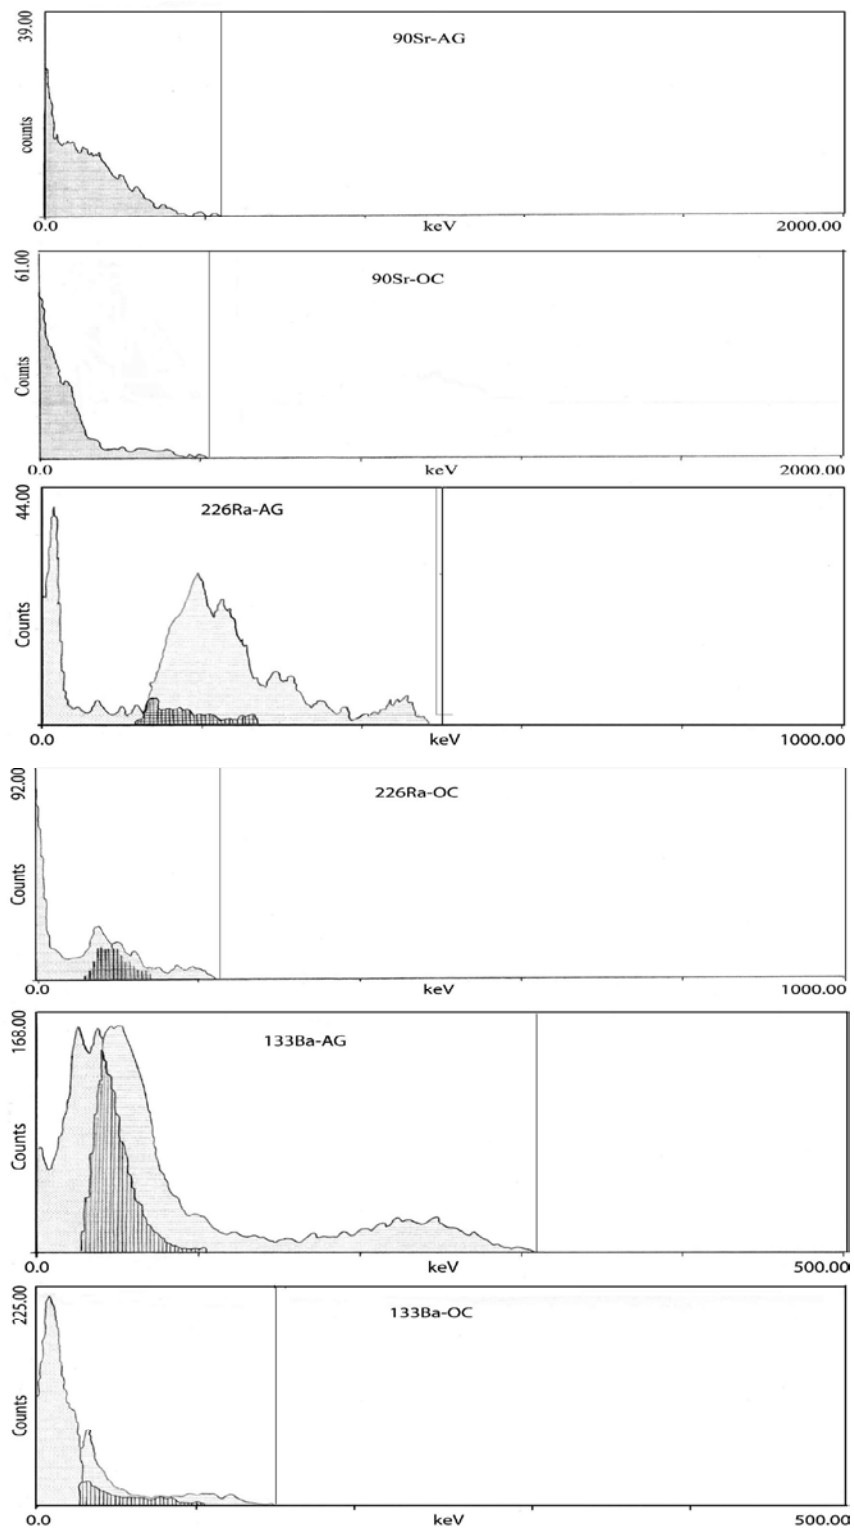 39.00
90Sr-AG
counts
0.0 keV 2000.00
61.00
90Sr-OC
Counts
0.0 keV 2000.00
44.00
226Ra-AG
Counts
0.0 keV 1000.00
92.00
226Ra-OC
Counts
0.0 keV 1000.00
168.00
133Ba-AG
Counts
0.0 keV 500.00
225.00
133Ba-OC
Counts
0.0 keV 500.00